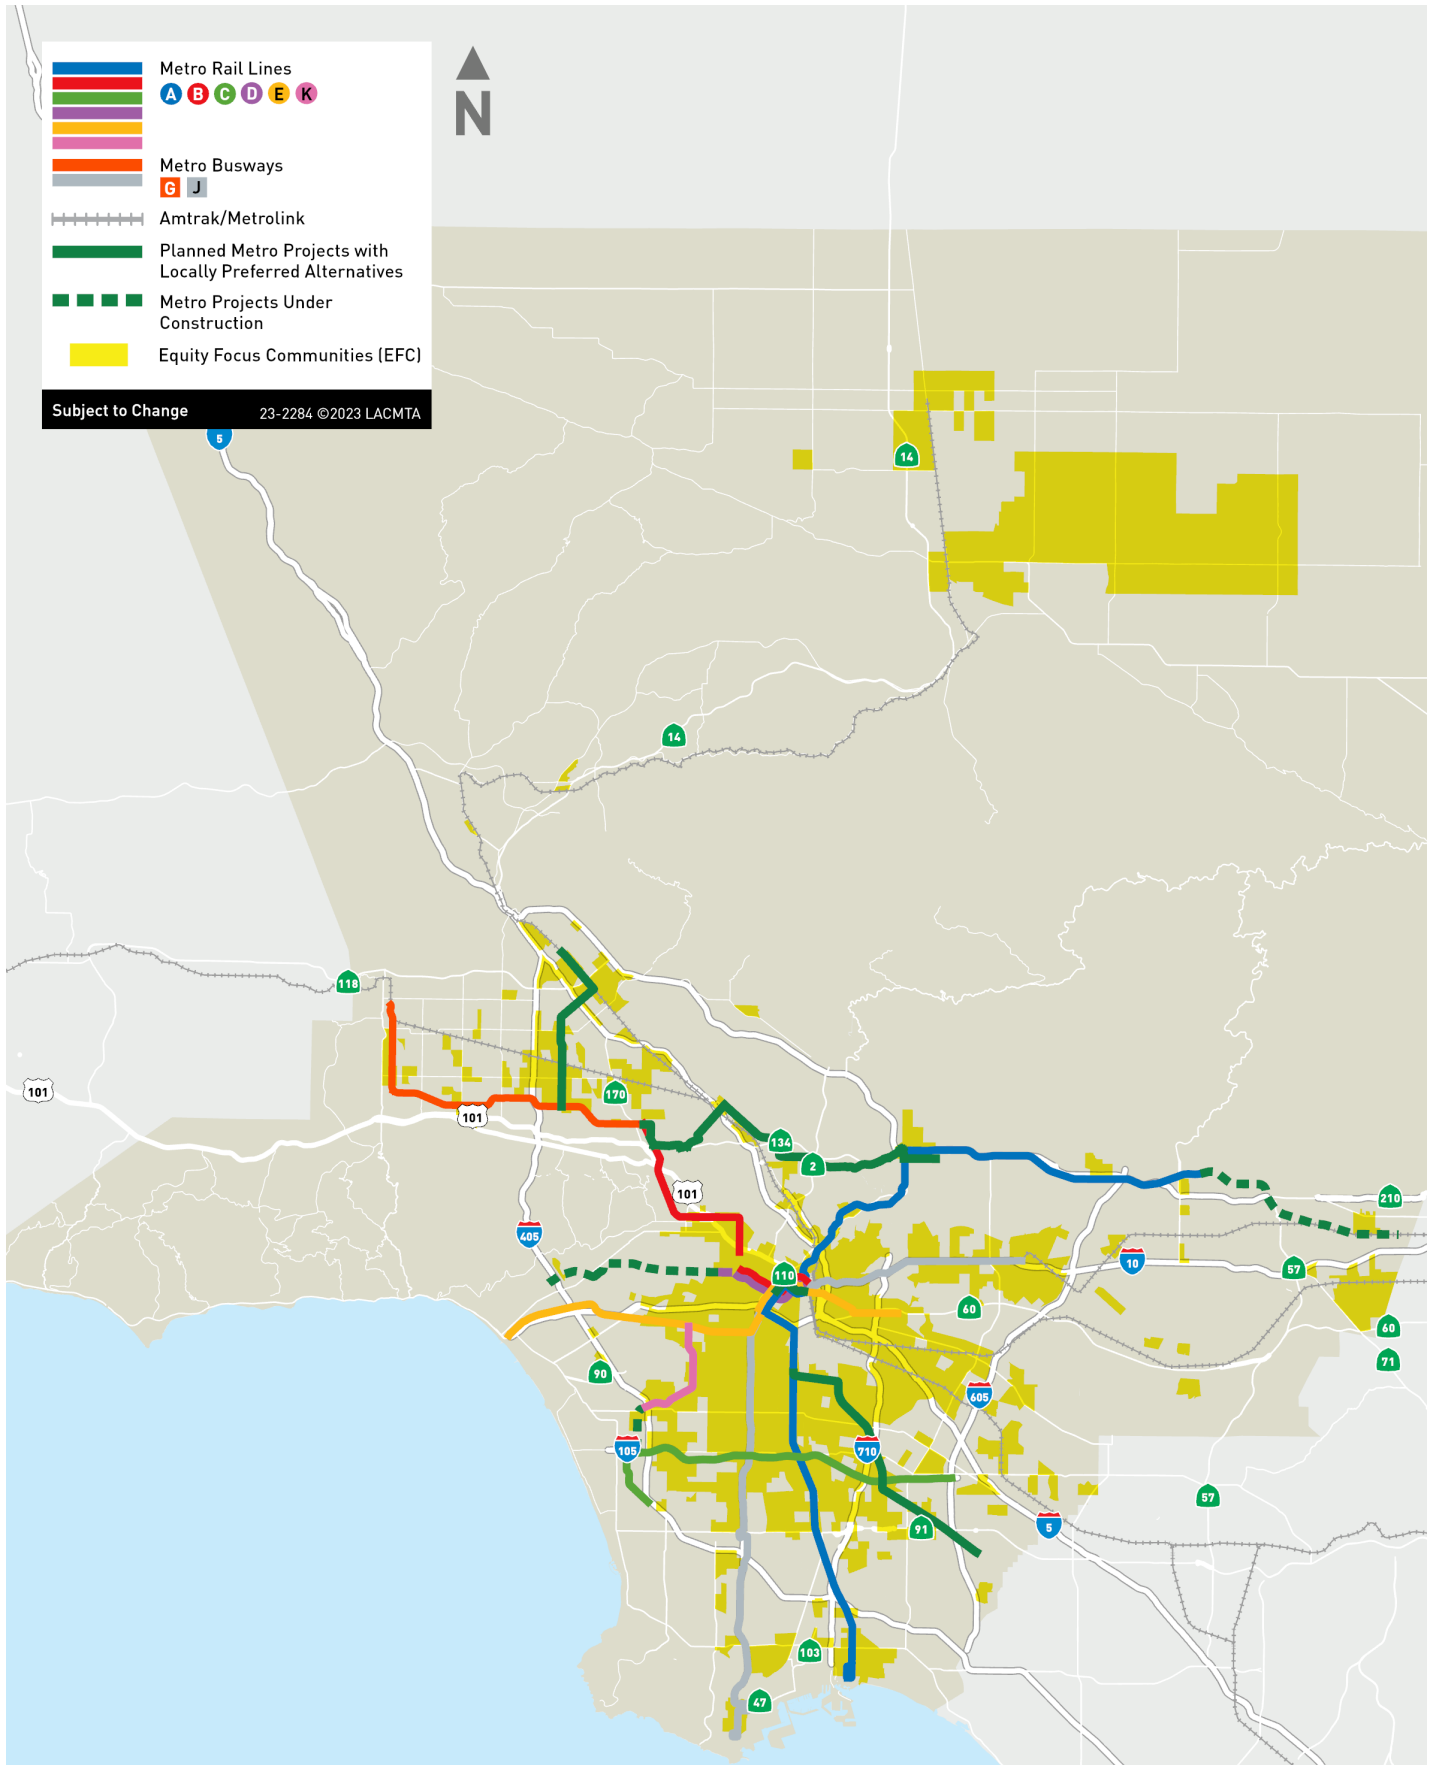 Metro Rail Lines
A B C D E K
Metro Busways
G J
Amtrak/Metrolink
Planned Metro Projects with
Locally Preferred Alternatives
Metro Projects Under
Construction
Equity Focus Communities (EFC)
Subject to Change 23-2284 ©2023 LACMTA
N
5
14
14
118
101
101
170
134
2
101
210
405
10
57
110
60
60
71
90
605
105
710
57
91
5
103
47